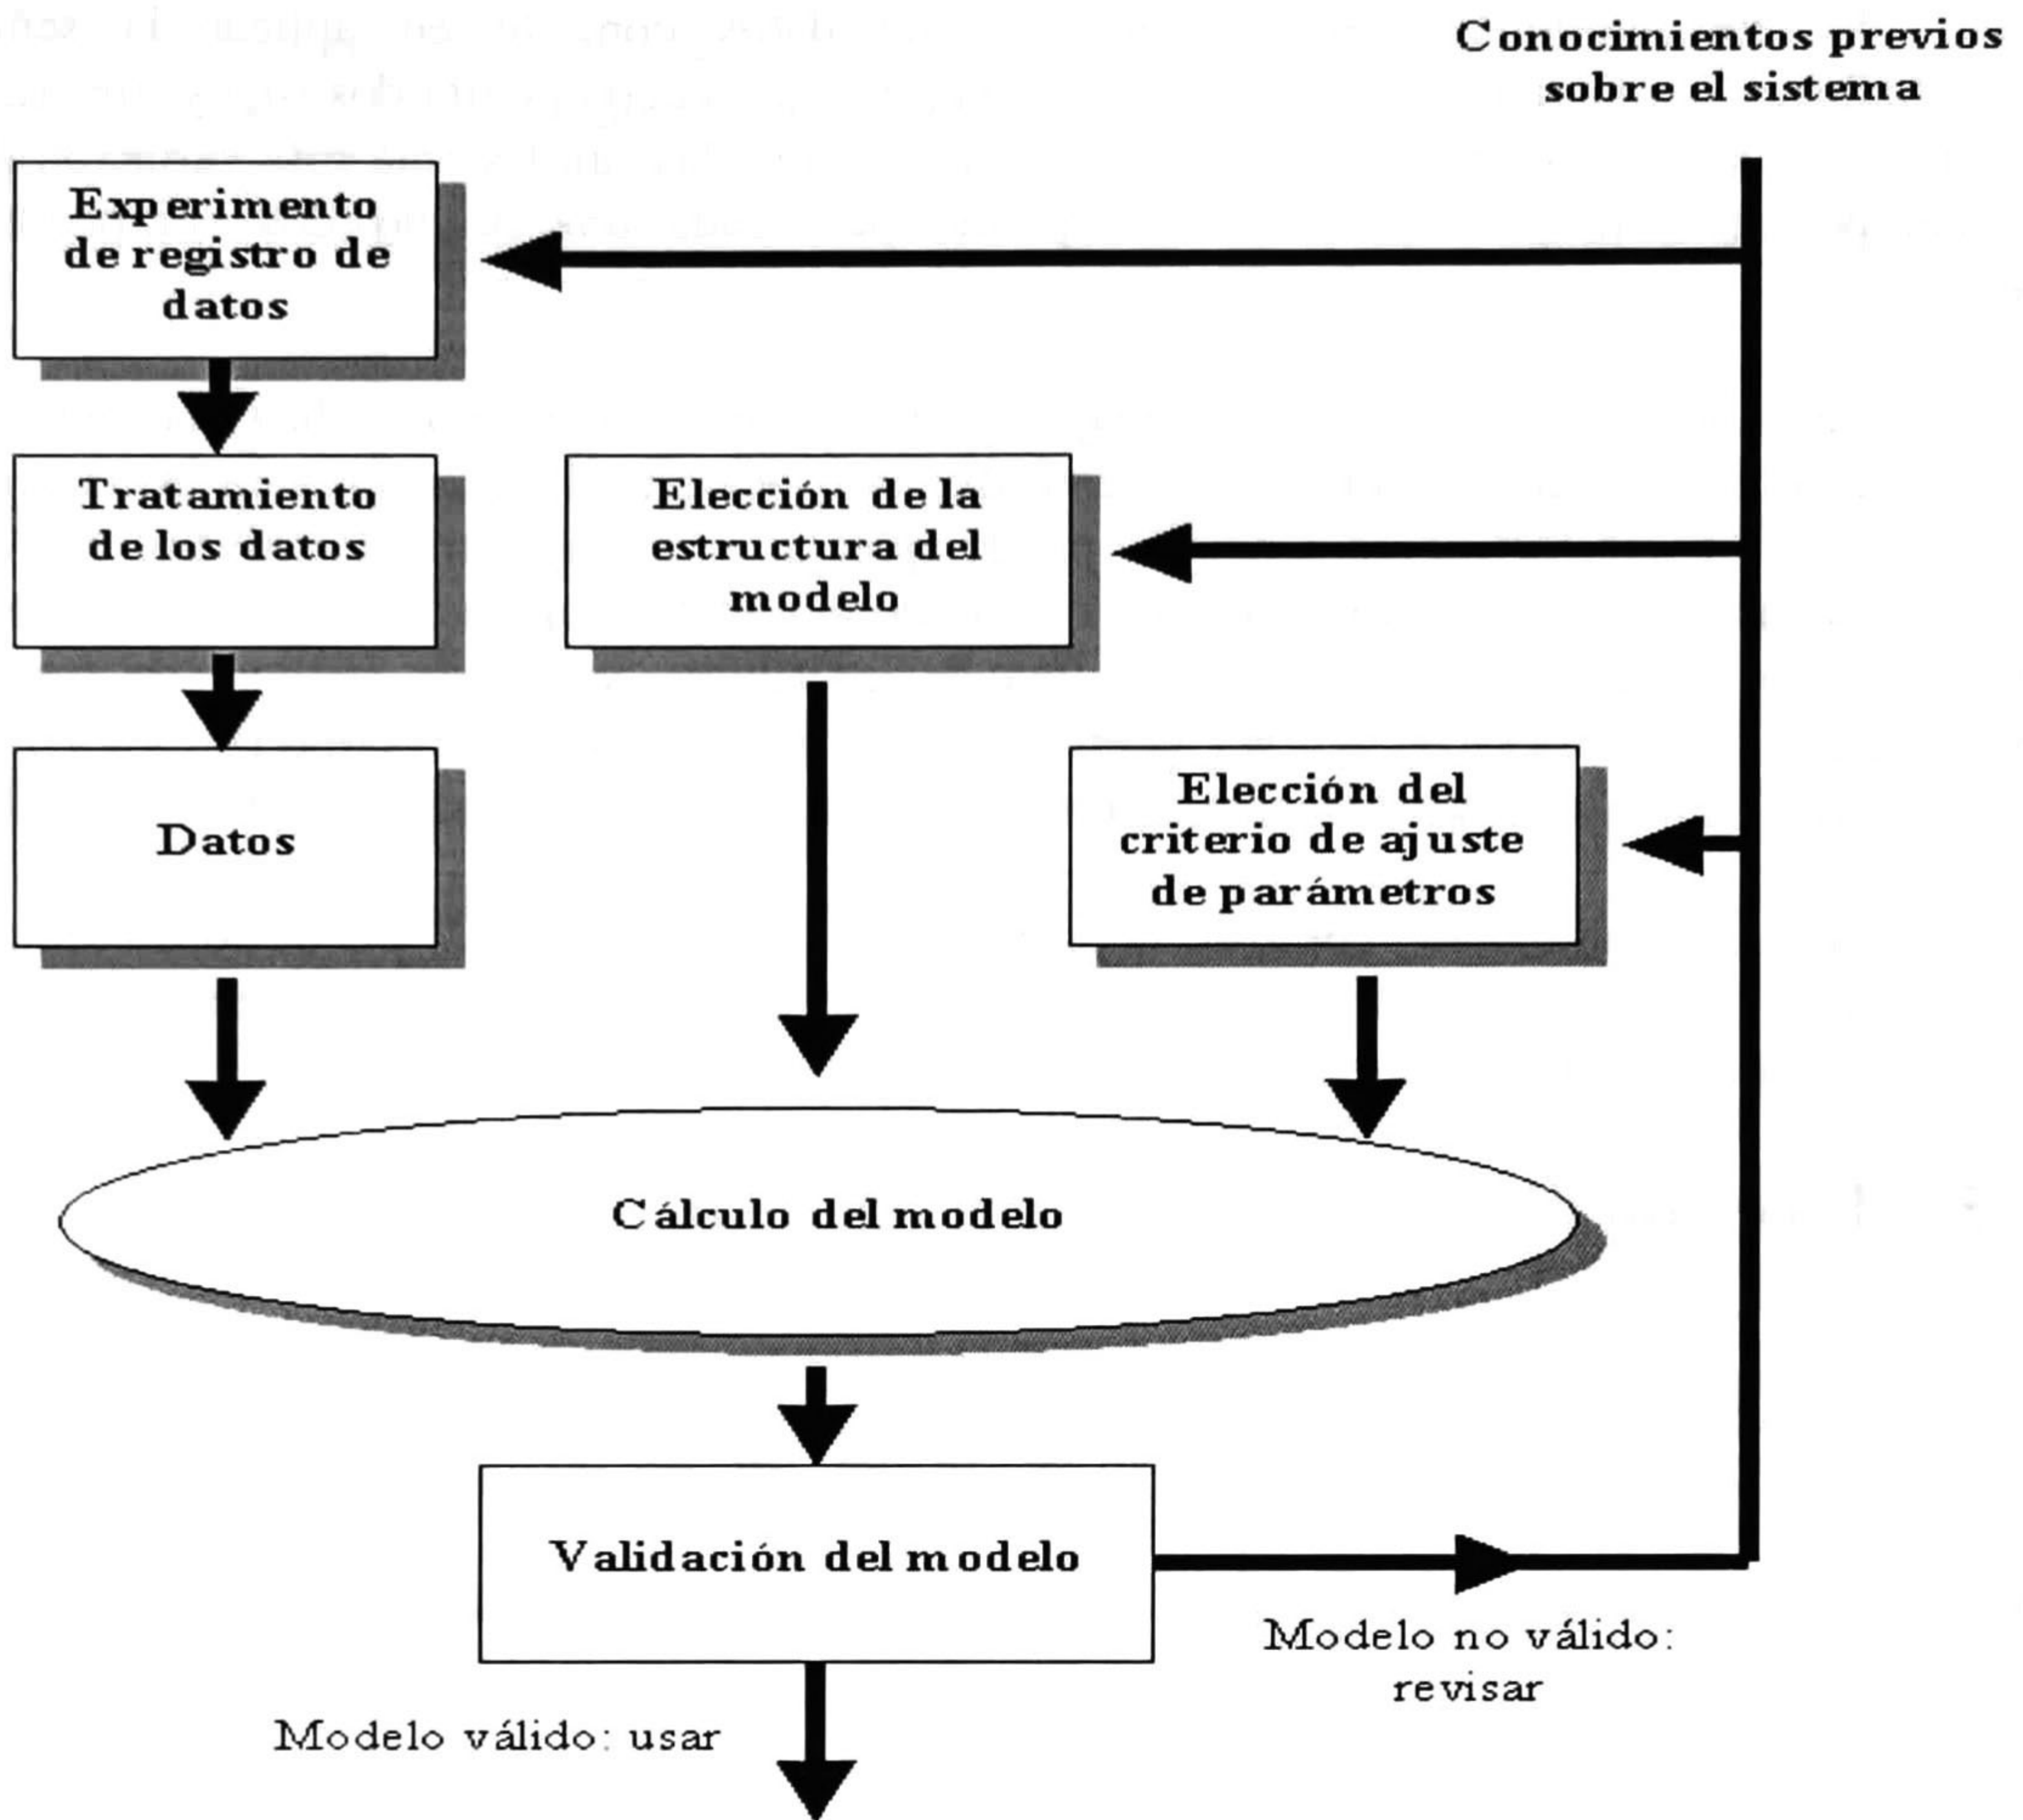 Conocimientos previos
sobre el sistema
Experimento
de registro de
datos
Tratamiento
de los datos
Elección de la
estructura del
modelo
Datos
Elección del
criterio de ajuste
de parámetros
Cálculo del modelo
Validación del modelo
Modelo no válido:
revisar
Modelo válido: usar